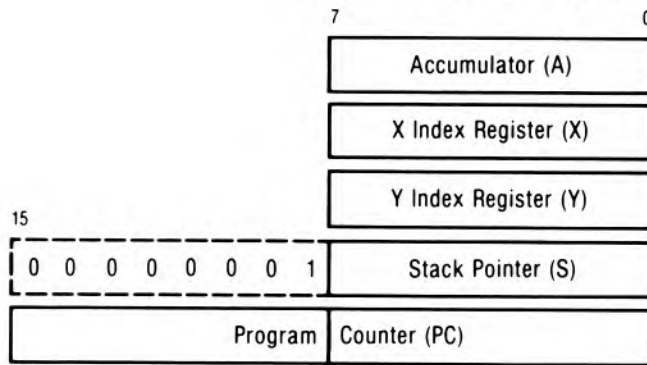 7 0
Accumulator (A)
X Index Register (X)
Y Index Register (Y)
15
0 0 0 0 0 0 0 1 Stack Pointer (S)
Program Counter (PC)